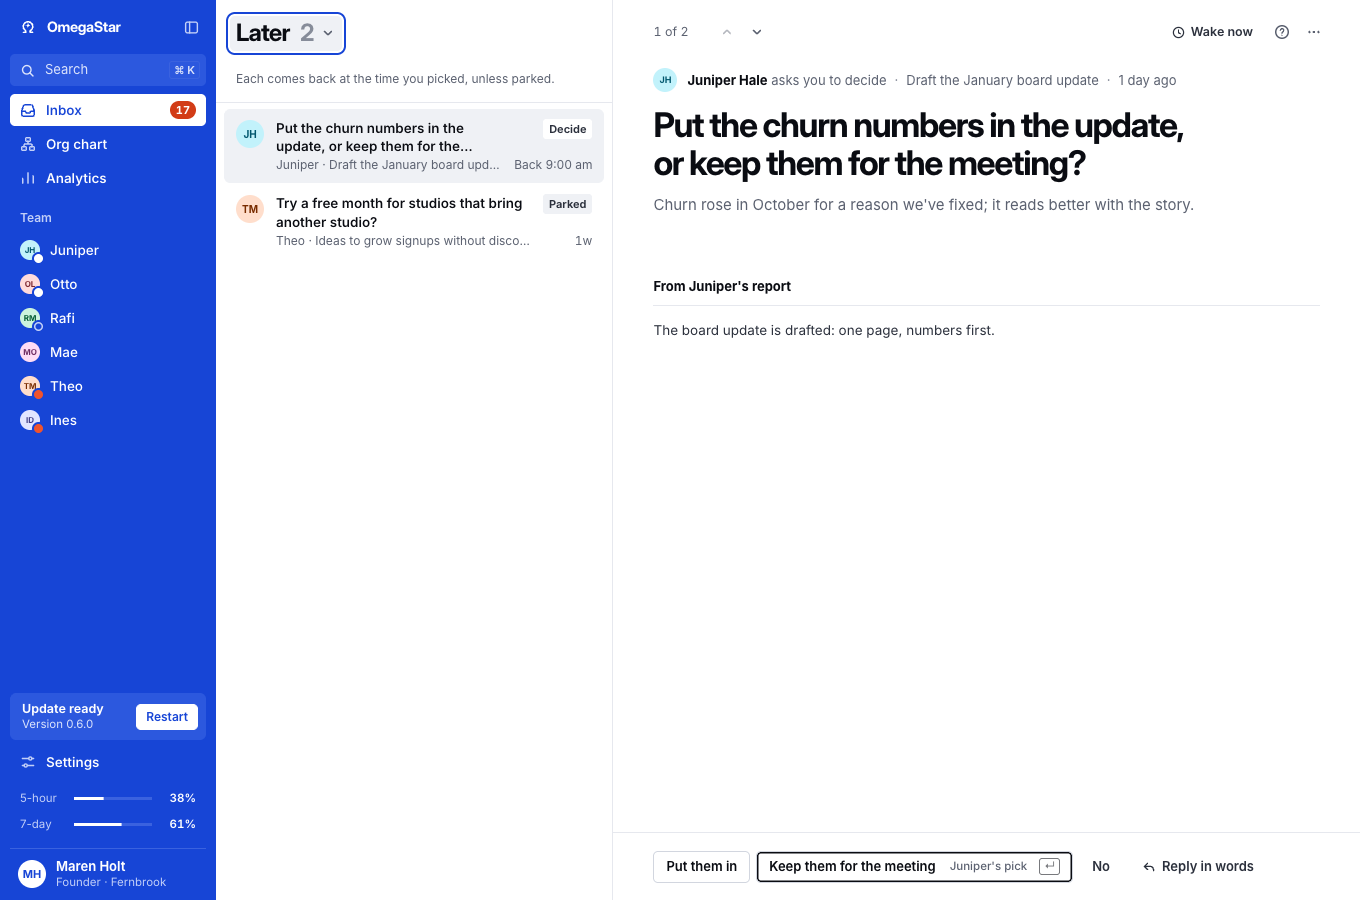 OmegaStar
Search
⌘ K
Inbox
17
Org chart
Analytics
Team
JH
Juniper
OL
Otto
RM
Rafi
MO
Mae
TM
Theo
ID
Ines
Update ready
Version 0.6.0
Restart
Settings
5-hour
38%
7-day
61%
MH
Maren Holt
Founder · Fernbrook
Later 2
Each comes back at the time you picked, unless parked.
JH
Put the churn numbers in the
update, or keep them for the…
Decide
Juniper · Draft the January board upd…
Back 9:00 am
TM
Try a free month for studios that bring
another studio?
Parked
Theo · Ideas to grow signups without disco…
1w
1 of 2
Wake now
JH
Juniper Hale asks you to decide · Draft the January board update · 1 day ago
Put the churn numbers in the update,
or keep them for the meeting?
Churn rose in October for a reason we've fixed; it reads better with the story.
From Juniper's report
The board update is drafted: one page, numbers first.
Put them in
Keep them for the meeting
Juniper's pick
No
Reply in words